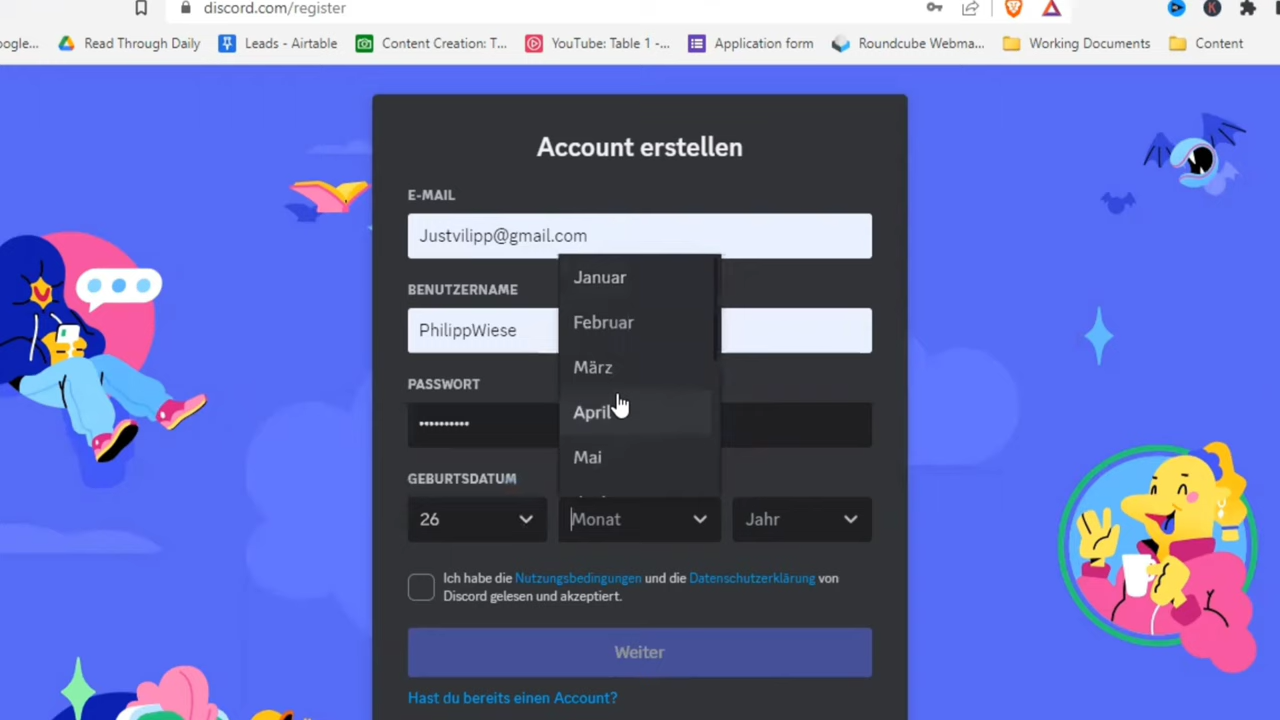 discord.com/register
K
oogle...
Read Through Daily
Leads - Airtable
Content Creation: T...
YouTube: Table 1 -...
Application form
Roundcube Webma...
Working Documents
Content
Account erstellen
E-MAIL
Justvilipp@gmail.com
BENUTZERNAME
PhilippWiese
PASSWORT
••••••••••
Januar
Februar
März
April
Mai
GEBURTSDATUM
26
Monat
Jahr
Ich habe die Nutzungsbedingungen und die Datenschutzerklärung von
Discord gelesen und akzeptiert.
Weiter
Hast du bereits einen Account?